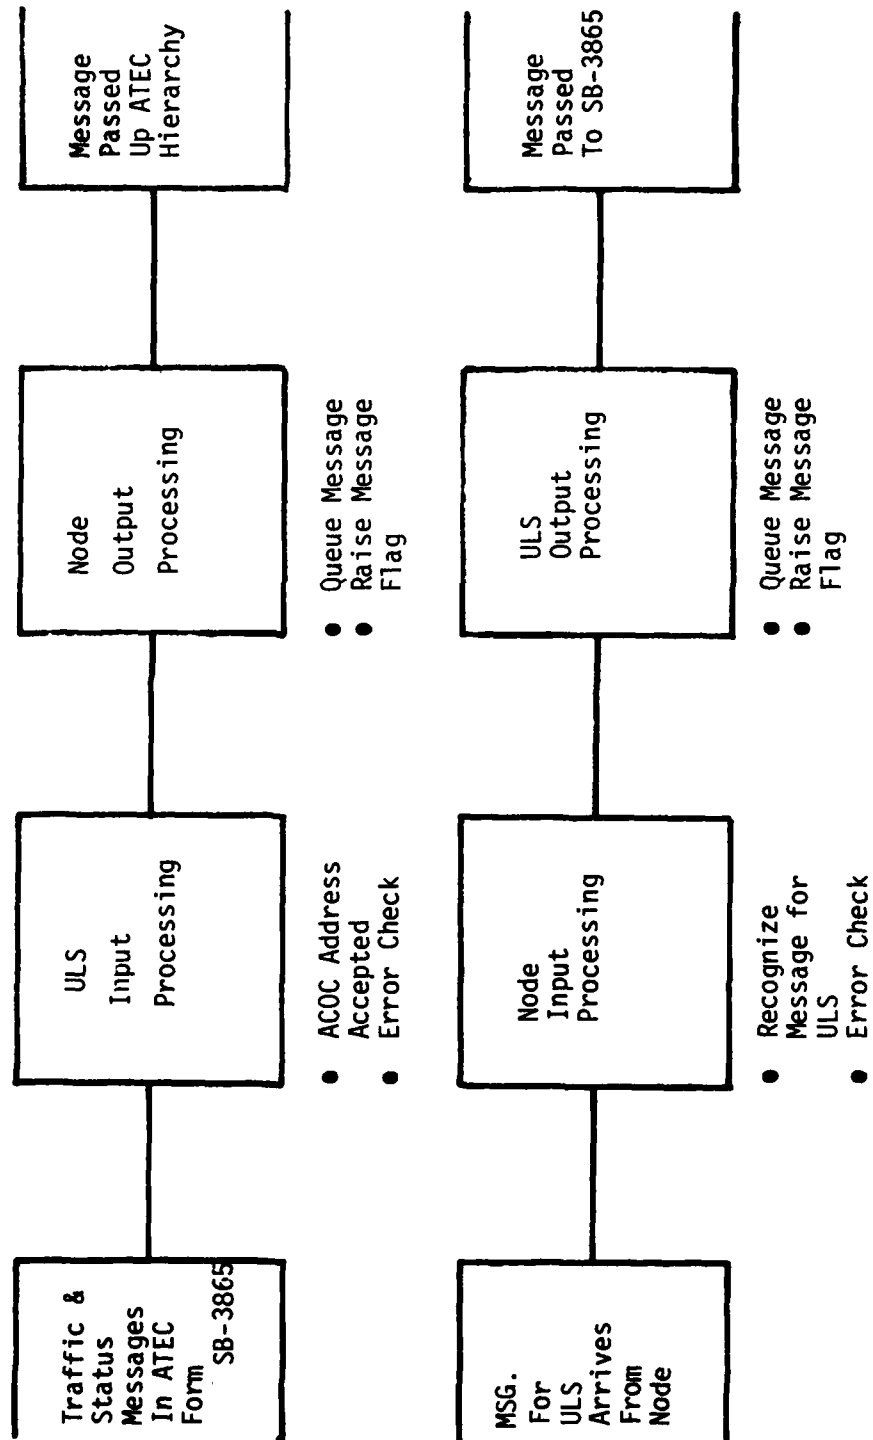 Traffic &
Status
Messages
In ATEC
Form
SB-3865
ULS
Input
Processing
● ACOC Address
Accepted
● Error Check
Node
Output
Processing
● Queue Message
● Raise Message
Flag
Message
Passed
Up ATEC
Hierarchy
MSG.
For
ULS
Arrives
From
Node
Node
Input
Processing
● Recognize
Message for
ULS
● Error Check
ULS
Output
Processing
● Queue Message
● Raise Message
Flag
Message
Passed
To SB-3865